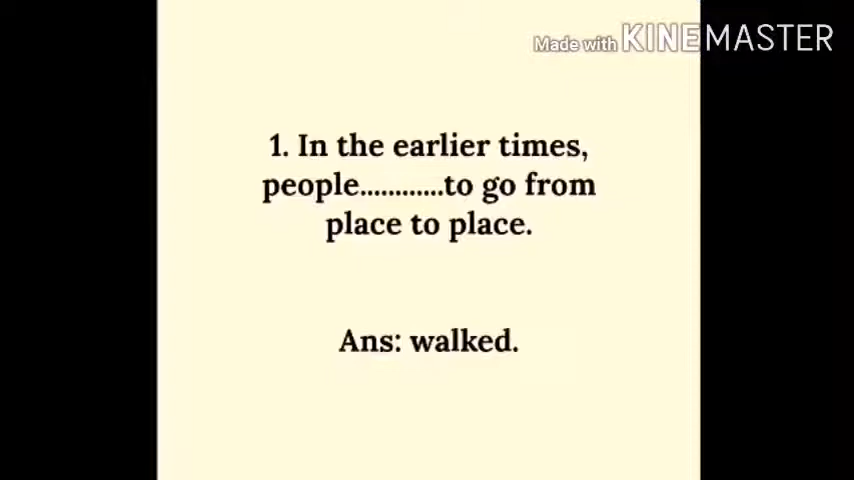 Made with KINEMASTER
1. In the earlier times,
people............to go from
place to place.
Ans: walked.